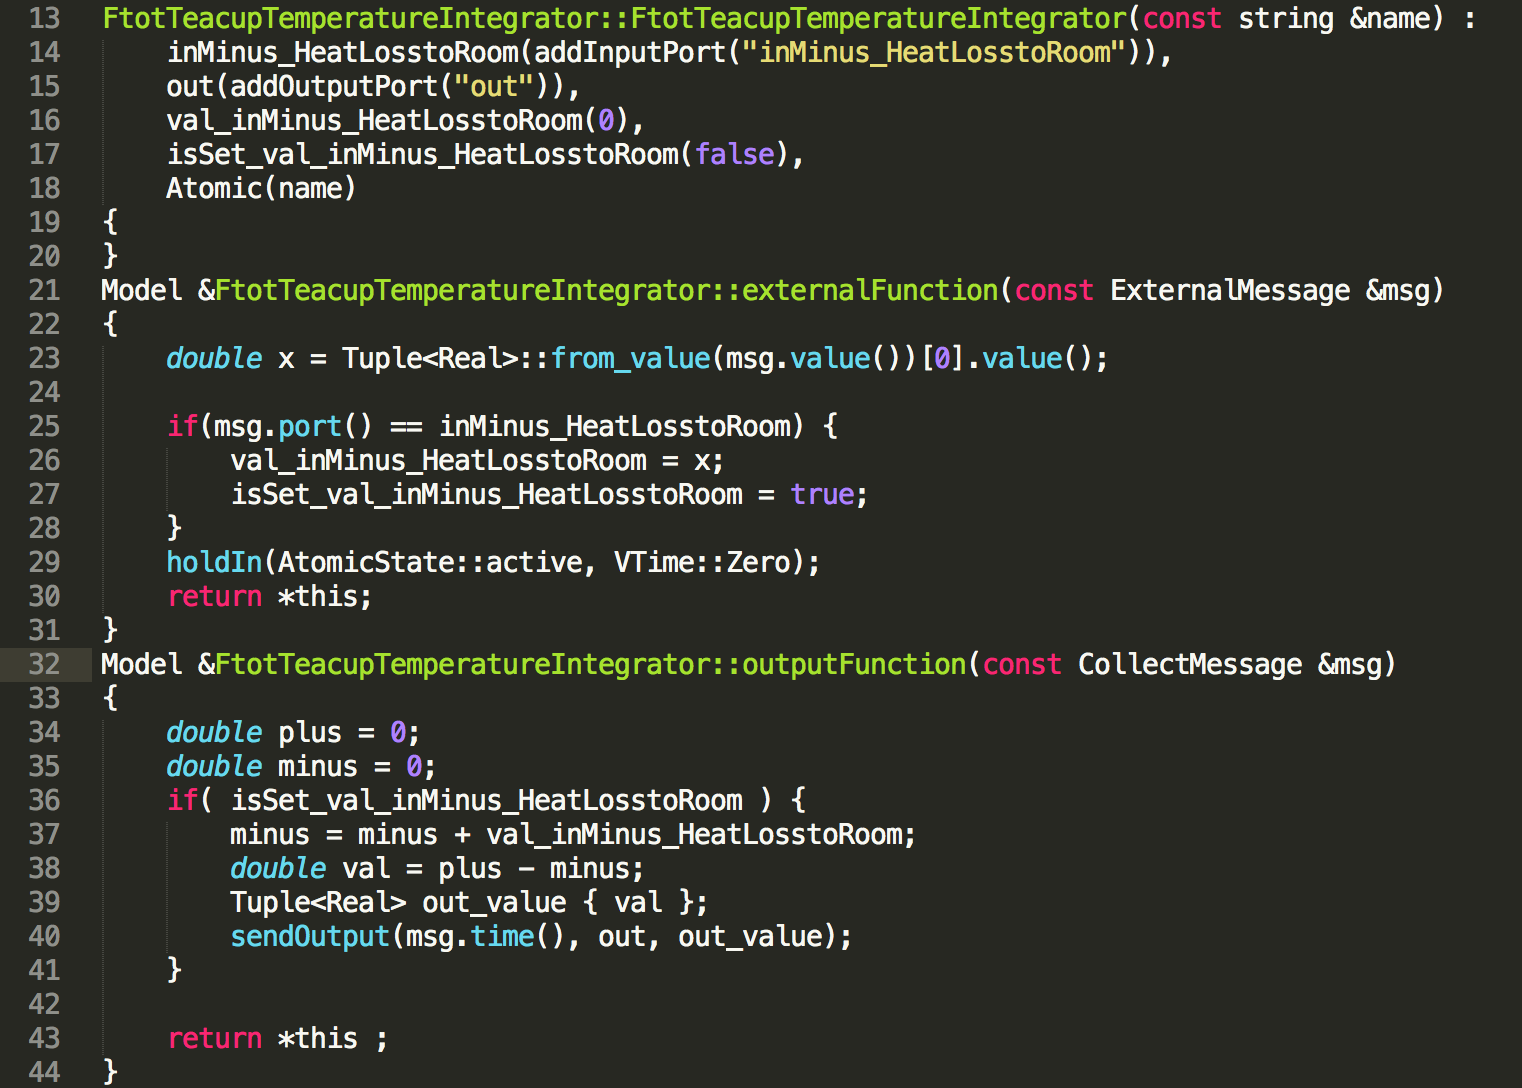 13 FtotTeacupTemperatureIntegrator::FtotTeacupTemperatureIntegrator(const string &name) :
14     inMinus_HeatLosstoRoom(addInputPort("inMinus_HeatLosstoRoom")),
15     out(addOutputPort("out")),
16     val_inMinus_HeatLosstoRoom(0),
17     isSet_val_inMinus_HeatLosstoRoom(false),
18     Atomic(name)
19 {
20 }
21 Model &FtotTeacupTemperatureIntegrator::externalFunction(const ExternalMessage &msg)
22 {
23     double x = Tuple<Real>::from_value(msg.value())[0].value();
24
25     if(msg.port() == inMinus_HeatLosstoRoom) {
26         val_inMinus_HeatLosstoRoom = x;
27         isSet_val_inMinus_HeatLosstoRoom = true;
28     }
29     holdIn(AtomicState::active, VTime::Zero);
30     return *this;
31 }
32 Model &FtotTeacupTemperatureIntegrator::outputFunction(const CollectMessage &msg)
33 {
34     double plus = 0;
35     double minus = 0;
36     if( isSet_val_inMinus_HeatLosstoRoom ) {
37         minus = minus + val_inMinus_HeatLosstoRoom;
38         double val = plus - minus;
39         Tuple<Real> out_value { val };
40         sendOutput(msg.time(), out, out_value);
41     }
42
43     return *this ;
44 }